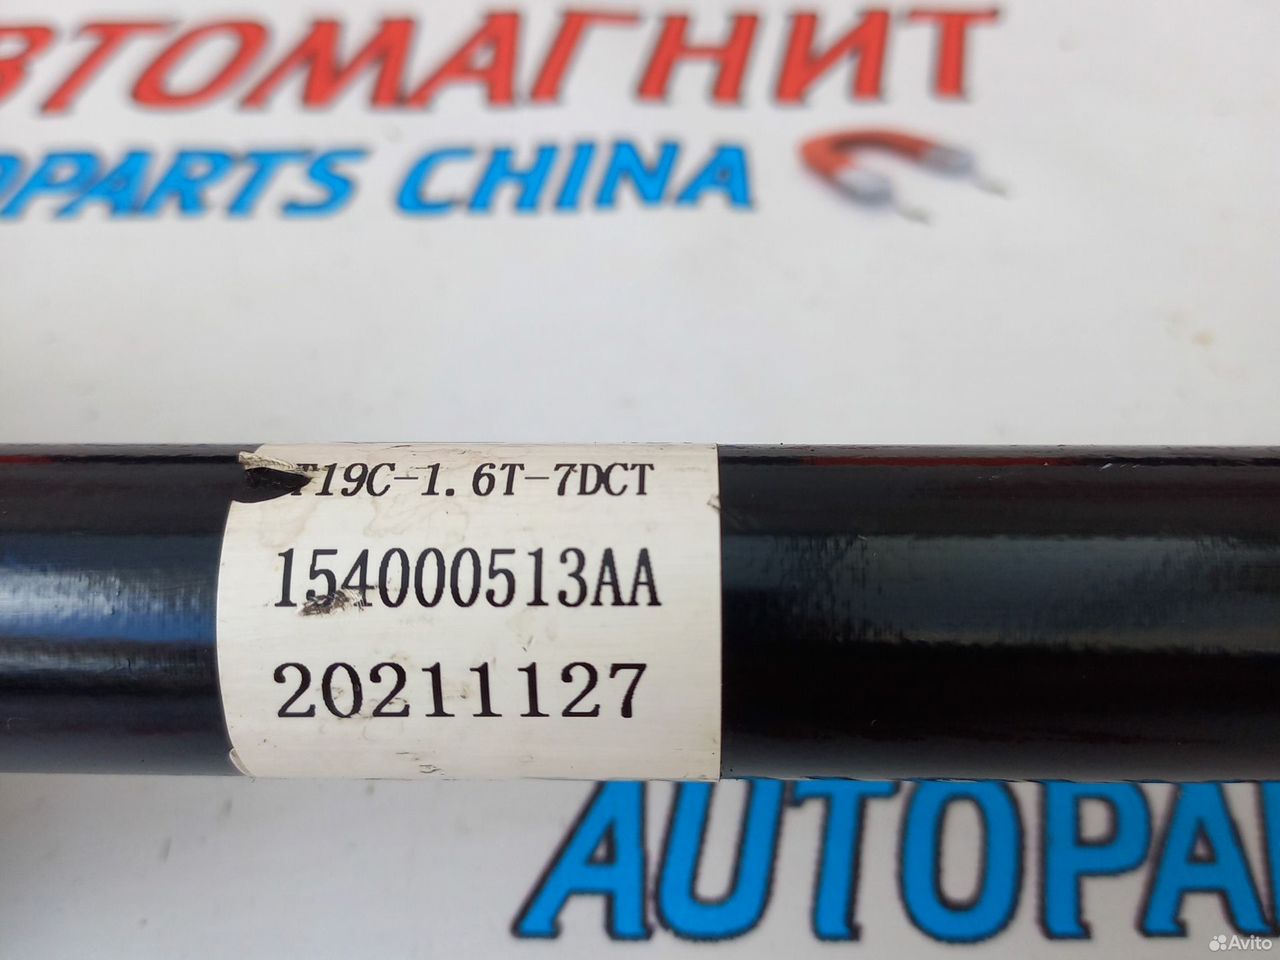 ВТОМАГНИТ
OPARTS CHINA
T19C-1.6T-7DCT
154000513AA
20211127
AUTOPA
Avito